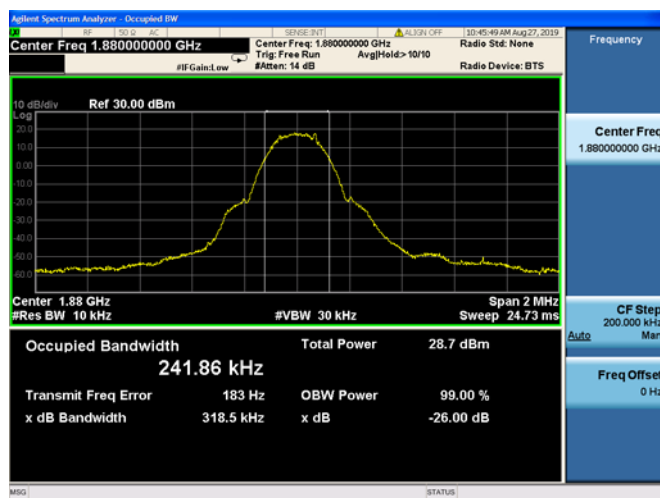 Agilent Spectrum Analyzer - Occupied BW
RF 50 Ω AC SENSE:INT ALIGN OFF 10:45:49 AM Aug 27, 2019
Center Freq 1.880000000 GHz
Center Freq: 1.880000000 GHz Radio Std: None
Trig: Free Run Avg|Hold:> 10/10
#IFGain:Low #Atten: 14 dB Radio Device: BTS
Frequency
10 dB/div Ref 30.00 dBm
Log
20.0
10.0
0.00
-10.0
-20.0
-30.0
-40.0
-50.0
-60.0
Center Freq
1.880000000 GHz
Center 1.88 GHz Span 2 MHz
#Res BW 10 kHz #VBW 30 kHz Sweep 24.73 ms
CF Step
200.000 kHz
Auto Man
Occupied Bandwidth Total Power 28.7 dBm
241.86 kHz
Transmit Freq Error 183 Hz OBW Power 99.00 %
x dB Bandwidth 318.5 kHz x dB -26.00 dB
Freq Offset
0 Hz
MSG STATUS